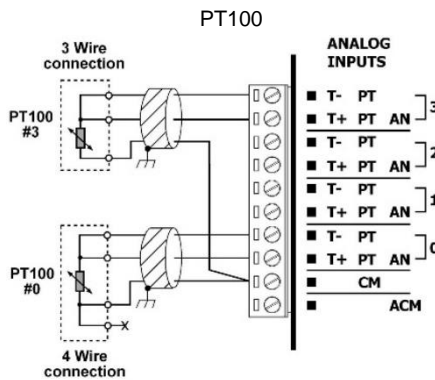 PT100
3 Wire
connection
PT100
#3
PT100
#0
4 Wire
connection
ANALOG
INPUTS
T- PT
T+ PT AN
3
T- PT
T+ PT AN
2
T- PT
T+ PT AN
1
T- PT
T+ PT AN
0
CM
ACM